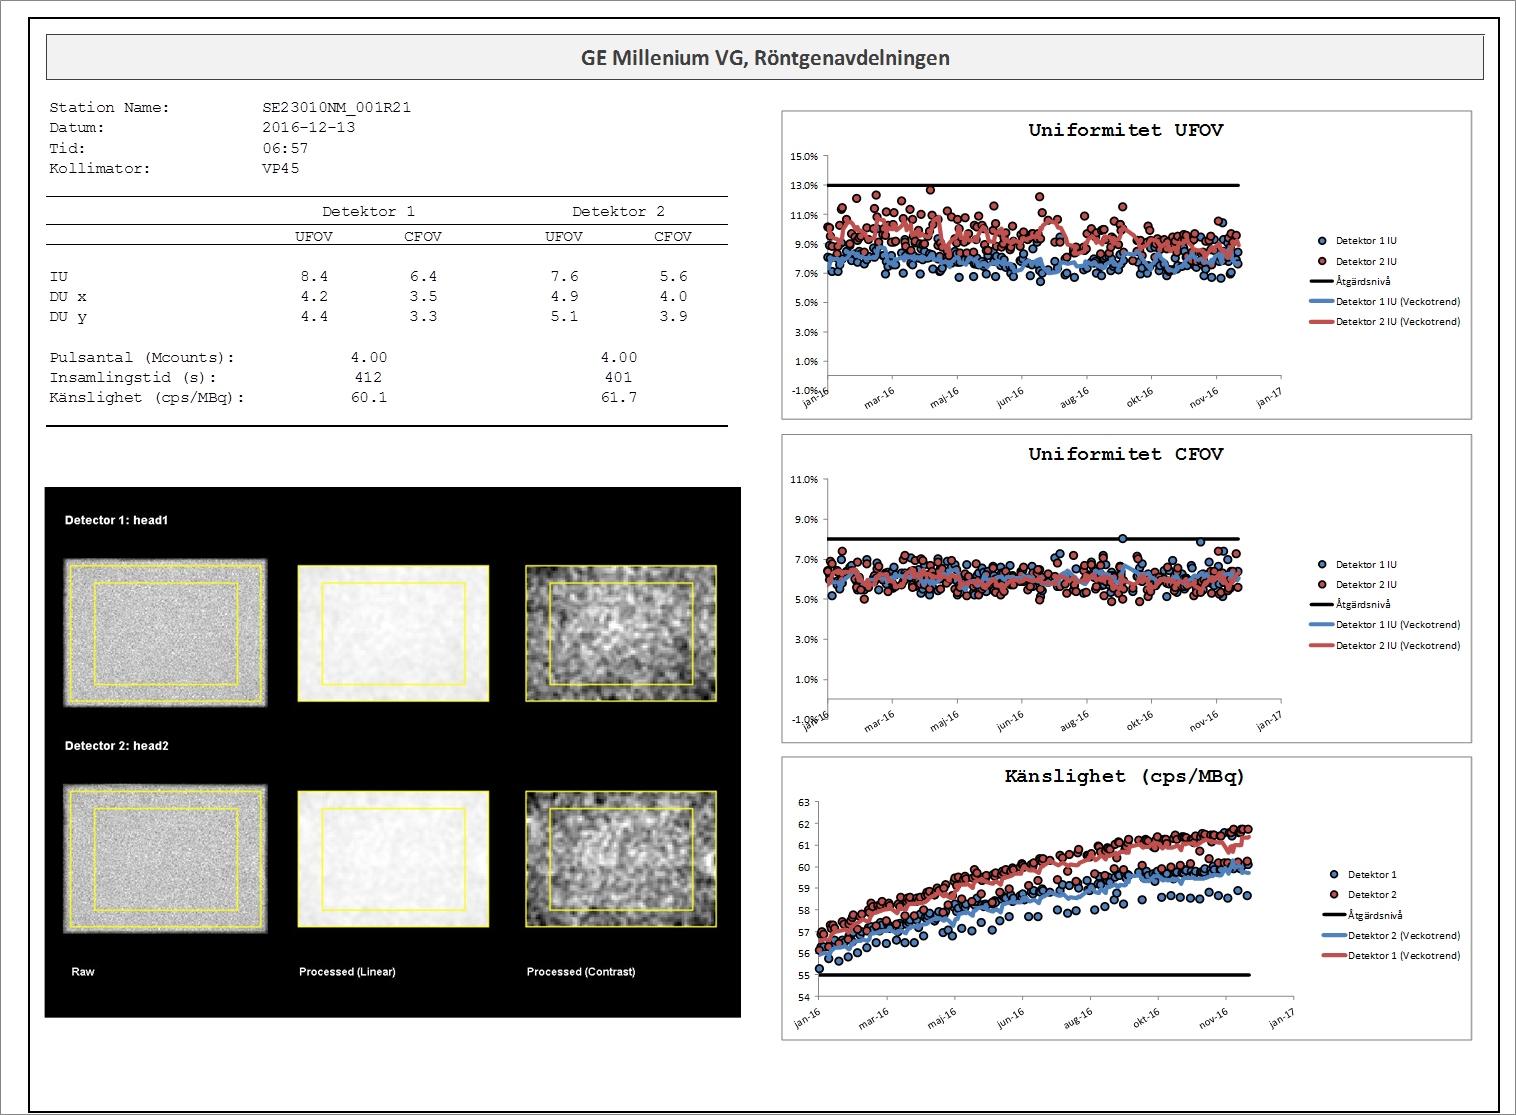 GE Millenium VG, Röntgenavdelningen
Station Name: SE23010NM_001R21
Datum: 2016-12-13
Tid: 06:57
Kollimator: VP45
Detektor 1 Detektor 2
UFOV CFOV UFOV CFOV
IU 8.4 6.4 7.6 5.6
DU x 4.2 3.5 4.9 4.0
DU y 4.4 3.3 5.1 3.9
Pulsantal (Mcounts): 4.00 4.00
Insamlingstid (s): 412 401
Känslighet (cps/MBq): 60.1 61.7
Detector 1: head1
Detector 2: head2
Raw Processed (Linear) Processed (Contrast)
Uniformitet UFOV
15.0%
13.0%
11.0%
9.0%
7.0%
5.0%
3.0%
1.0%
-1.0%
jan-16 mar-16 maj-16 jun-16 aug-16 okt-16 nov-16 jan-17
Detektor 1 IU
Detektor 2 IU
Åtgärdsnivå
Detektor 1 IU (Veckotrend)
Detektor 2 IU (Veckotrend)
Uniformitet CFOV
11.0%
9.0%
7.0%
5.0%
3.0%
1.0%
-1.0%
jan-16 mar-16 maj-16 jun-16 aug-16 okt-16 nov-16 jan-17
Detektor 1 IU
Detektor 2 IU
Åtgärdsnivå
Detektor 1 IU (Veckotrend)
Detektor 2 IU (Veckotrend)
Känslighet (cps/MBq)
63
62
61
60
59
58
57
56
55
54
jan-16 mar-16 maj-16 jun-16 aug-16 okt-16 nov-16 jan-17
Detektor 1
Detektor 2
Åtgärdsnivå
Detektor 2 (Veckotrend)
Detektor 1 (Veckotrend)